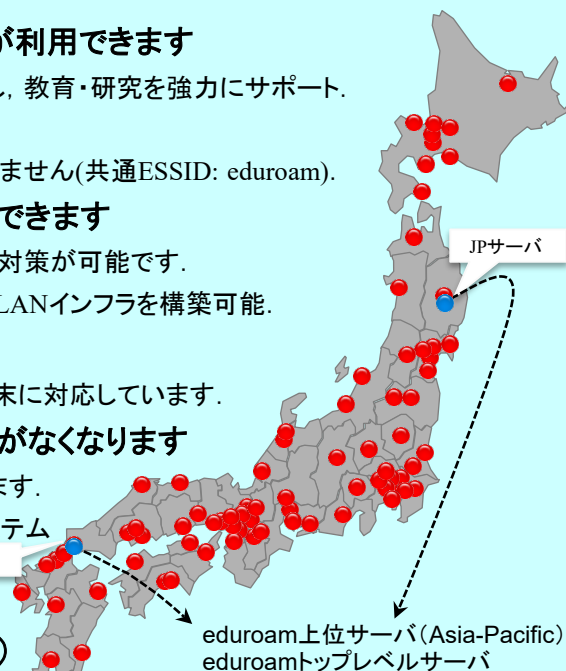 が利用できます
し, 教育・研究を強力にサポート.
ません(共通ESSID: eduroam).
できます
対策が可能です.
LANインフラを構築可能.
JPサーバ
末に対応しています.
がなくなります
ます.
テム
eduroam上位サーバ(Asia-Pacific)
eduroamトップレベルサーバ